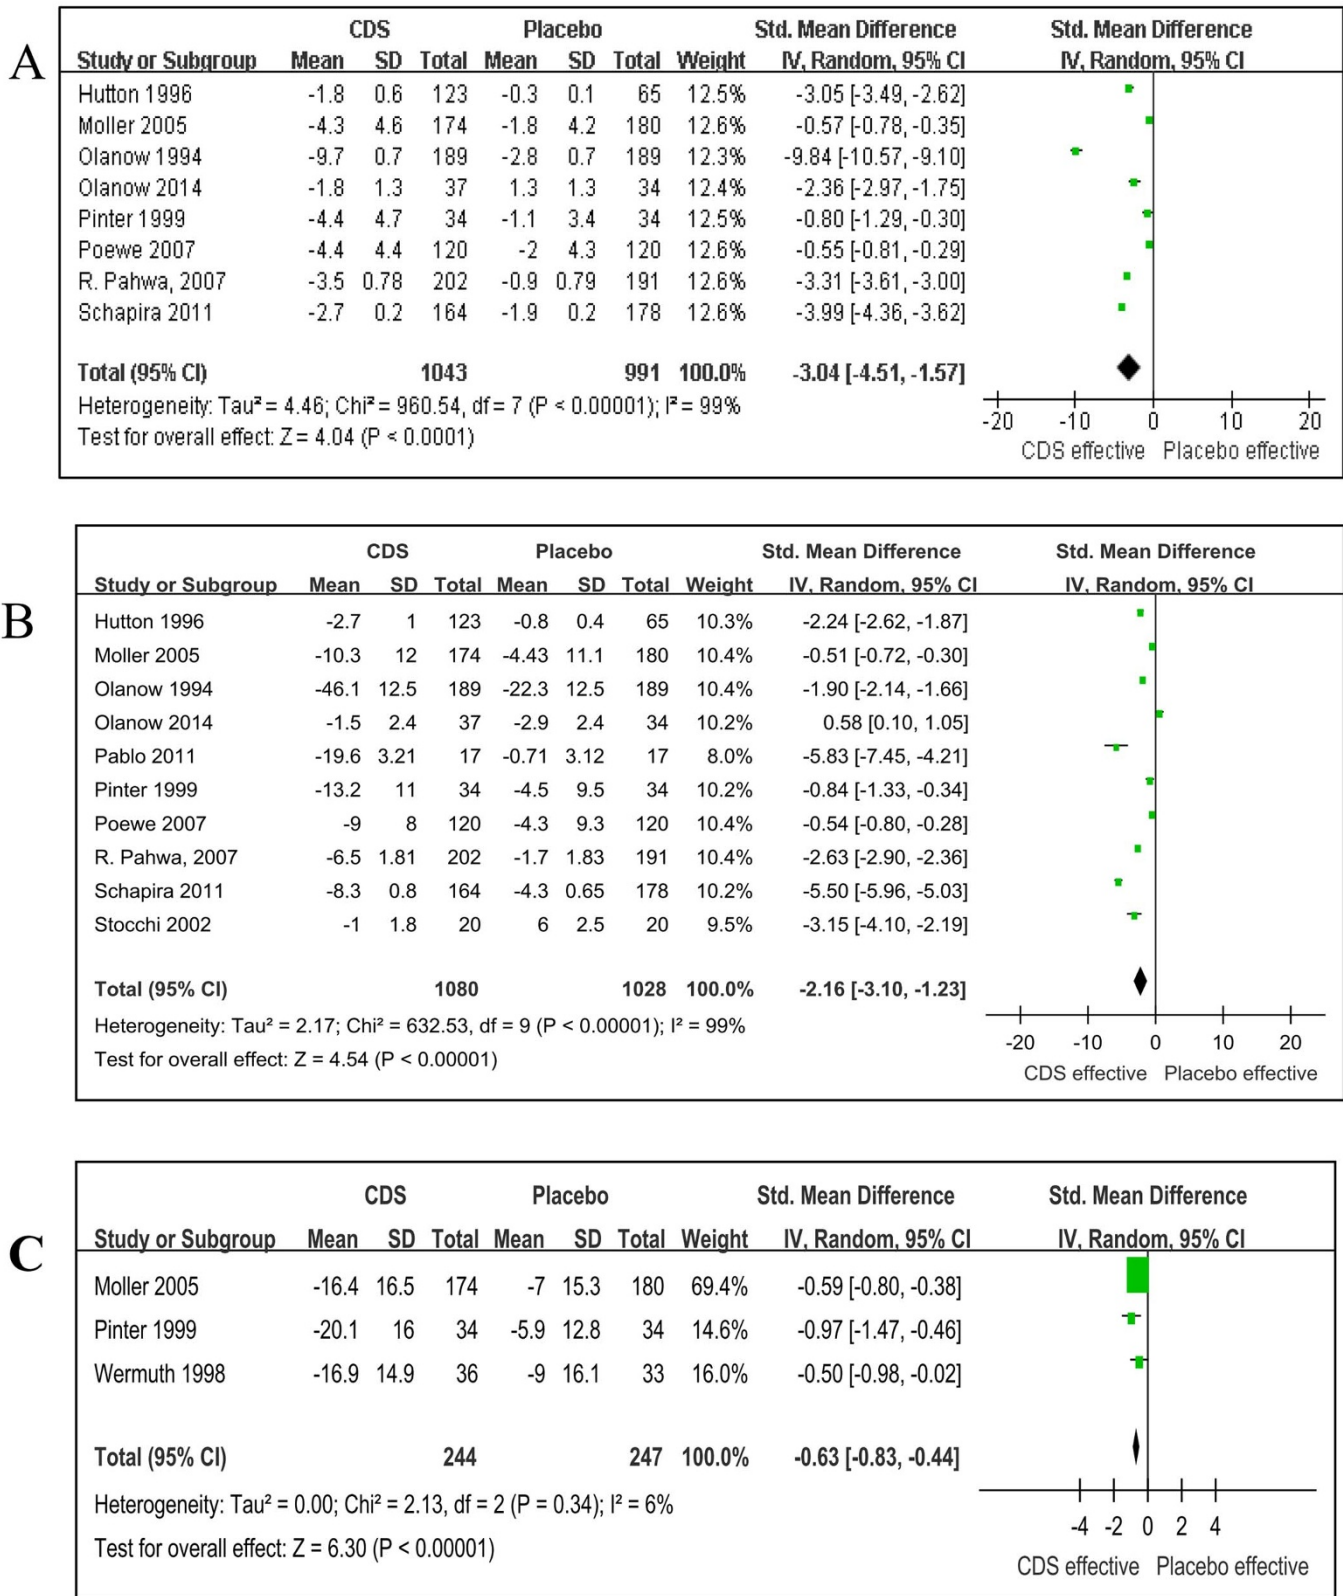 A
CDS Placebo Std. Mean Difference Std. Mean Difference
Study or Subgroup Mean SD Total Mean SD Total Weight IV, Random, 95% CI IV, Random, 95% CI
Hutton 1996 -1.8 0.6 123 -0.3 0.1 65 12.5% -3.05 [-3.49, -2.62]
Moller 2005 -4.3 4.6 174 -1.8 4.2 180 12.6% -0.57 [-0.78, -0.35]
Olanow 1994 -9.7 0.7 189 -2.8 0.7 189 12.3% -9.84 [-10.57, -9.10]
Olanow 2014 -1.8 1.3 37 1.3 1.3 34 12.4% -2.36 [-2.97, -1.75]
Pinter 1999 -4.4 4.7 34 -1.1 3.4 34 12.5% -0.80 [-1.29, -0.30]
Poewe 2007 -4.4 4.4 120 -2 4.3 120 12.6% -0.55 [-0.81, -0.29]
R. Pahwa, 2007 -3.5 0.78 202 -0.9 0.79 191 12.6% -3.31 [-3.61, -3.00]
Schapira 2011 -2.7 0.2 164 -1.9 0.2 178 12.6% -3.99 [-4.36, -3.62]
Total (95% CI) 1043 991 100.0% -3.04 [-4.51, -1.57]
Heterogeneity: Tau² = 4.46; Chi² = 960.54, df = 7 (P < 0.00001); I² = 99%
Test for overall effect: Z = 4.04 (P < 0.0001)
-20 -10 0 10 20
CDS effective Placebo effective
B
CDS Placebo Std. Mean Difference Std. Mean Difference
Study or Subgroup Mean SD Total Mean SD Total Weight IV, Random, 95% CI IV, Random, 95% CI
Hutton 1996 -2.7 1 123 -0.8 0.4 65 10.3% -2.24 [-2.62, -1.87]
Moller 2005 -10.3 12 174 -4.43 11.1 180 10.4% -0.51 [-0.72, -0.30]
Olanow 1994 -46.1 12.5 189 -22.3 12.5 189 10.4% -1.90 [-2.14, -1.66]
Olanow 2014 -1.5 2.4 37 -2.9 2.4 34 10.2% 0.58 [0.10, 1.05]
Pablo 2011 -19.6 3.21 17 -0.71 3.12 17 8.0% -5.83 [-7.45, -4.21]
Pinter 1999 -13.2 11 34 -4.5 9.5 34 10.2% -0.84 [-1.33, -0.34]
Poewe 2007 -9 8 120 -4.3 9.3 120 10.4% -0.54 [-0.80, -0.28]
R. Pahwa, 2007 -6.5 1.81 202 -1.7 1.83 191 10.4% -2.63 [-2.90, -2.36]
Schapira 2011 -8.3 0.8 164 -4.3 0.65 178 10.2% -5.50 [-5.96, -5.03]
Stocchi 2002 -1 1.8 20 6 2.5 20 9.5% -3.15 [-4.10, -2.19]
Total (95% CI) 1080 1028 100.0% -2.16 [-3.10, -1.23]
Heterogeneity: Tau² = 2.17; Chi² = 632.53, df = 9 (P < 0.00001); I² = 99%
Test for overall effect: Z = 4.54 (P < 0.00001)
-20 -10 0 10 20
CDS effective Placebo effective
C
CDS Placebo Std. Mean Difference Std. Mean Difference
Study or Subgroup Mean SD Total Mean SD Total Weight IV, Random, 95% CI IV, Random, 95% CI
Moller 2005 -16.4 16.5 174 -7 15.3 180 69.4% -0.59 [-0.80, -0.38]
Pinter 1999 -20.1 16 34 -5.9 12.8 34 14.6% -0.97 [-1.47, -0.46]
Wermuth 1998 -16.9 14.9 36 -9 16.1 33 16.0% -0.50 [-0.98, -0.02]
Total (95% CI) 244 247 100.0% -0.63 [-0.83, -0.44]
Heterogeneity: Tau² = 0.00; Chi² = 2.13, df = 2 (P = 0.34); I² = 6%
Test for overall effect: Z = 6.30 (P < 0.00001)
-4 -2 0 2 4
CDS effective Placebo effective